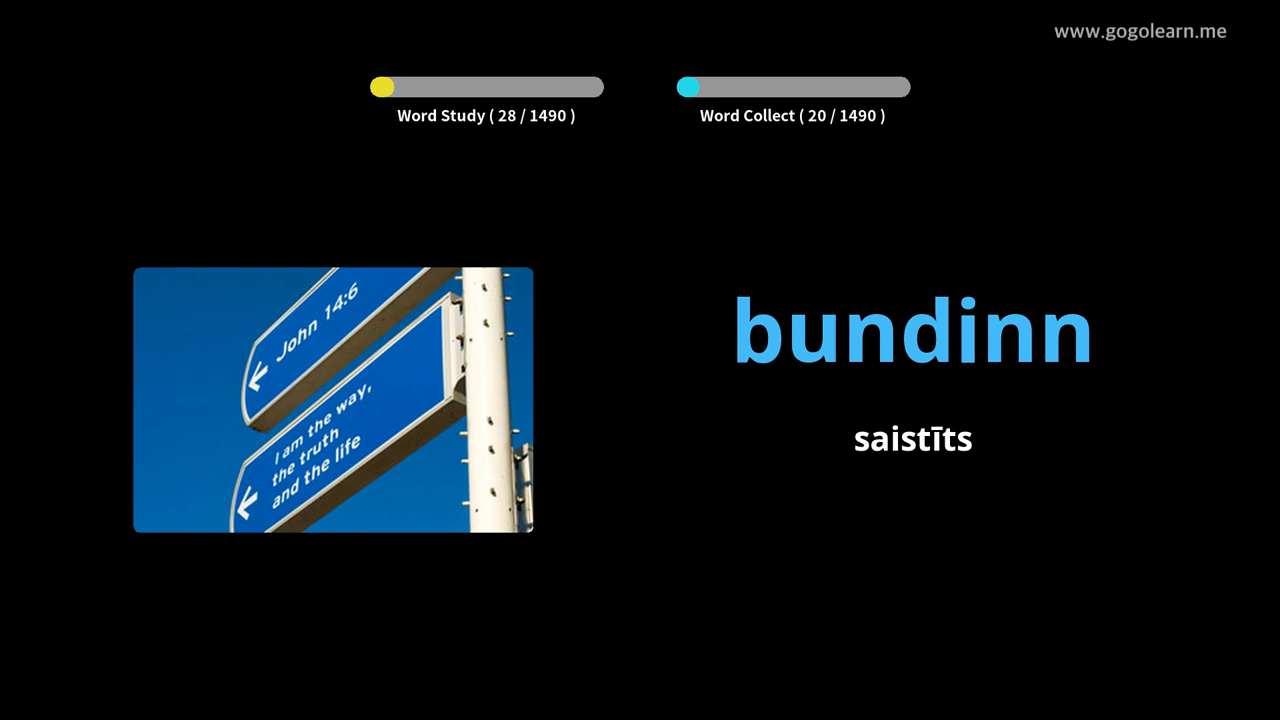 www.gogolearn.me
Word Study ( 28 / 1490 )
Word Collect ( 20 / 1490 )
John 14:6
I am the way,
the truth
and the life
bundinn
saistīts